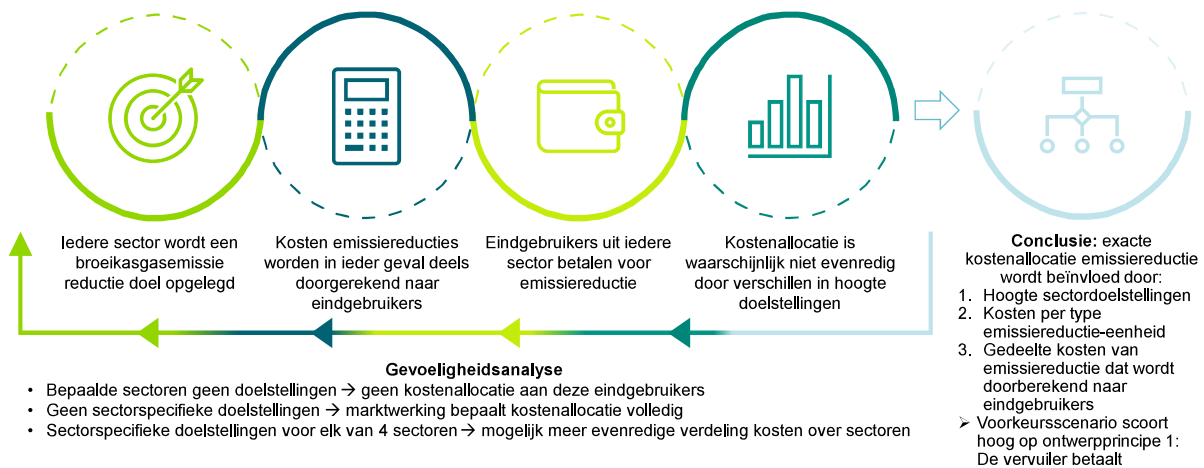 Iedere sector wordt een
broeikasgasemissie
reductie doel opgelegd
Kosten emissiereducties
worden in ieder geval deels
doorgerekend naar
eindgebruikers
Eindgebruikers uit iedere
sector betalen voor
emissiereductie
Kostenallocatie is
waarschijnlijk niet evenredig
door verschillen in hoogte
doelstellingen
Conclusie: exacte
kostenallocatie emissiereductie
wordt beïnvloed door:
1. Hoogte sectordoelstellingen
2. Kosten per type
emissiereductie-eenheid
3. Gedeelte kosten van
emissiereductie dat wordt
doorberekend naar
eindgebruikers
➢ Voorkeursscenario scoort
hoog op ontwerpprincipe 1:
De vervuiler betaalt
Gevoeligheidsanalyse
• Bepaalde sectoren geen doelstellingen → geen kostenallocatie aan deze eindgebruikers
• Geen sectorspecifieke doelstellingen → marktwerking bepaalt kostenallocatie volledig
• Sectorspecifieke doelstellingen voor elk van 4 sectoren → mogelijk meer evenredige verdeling kosten over sectoren